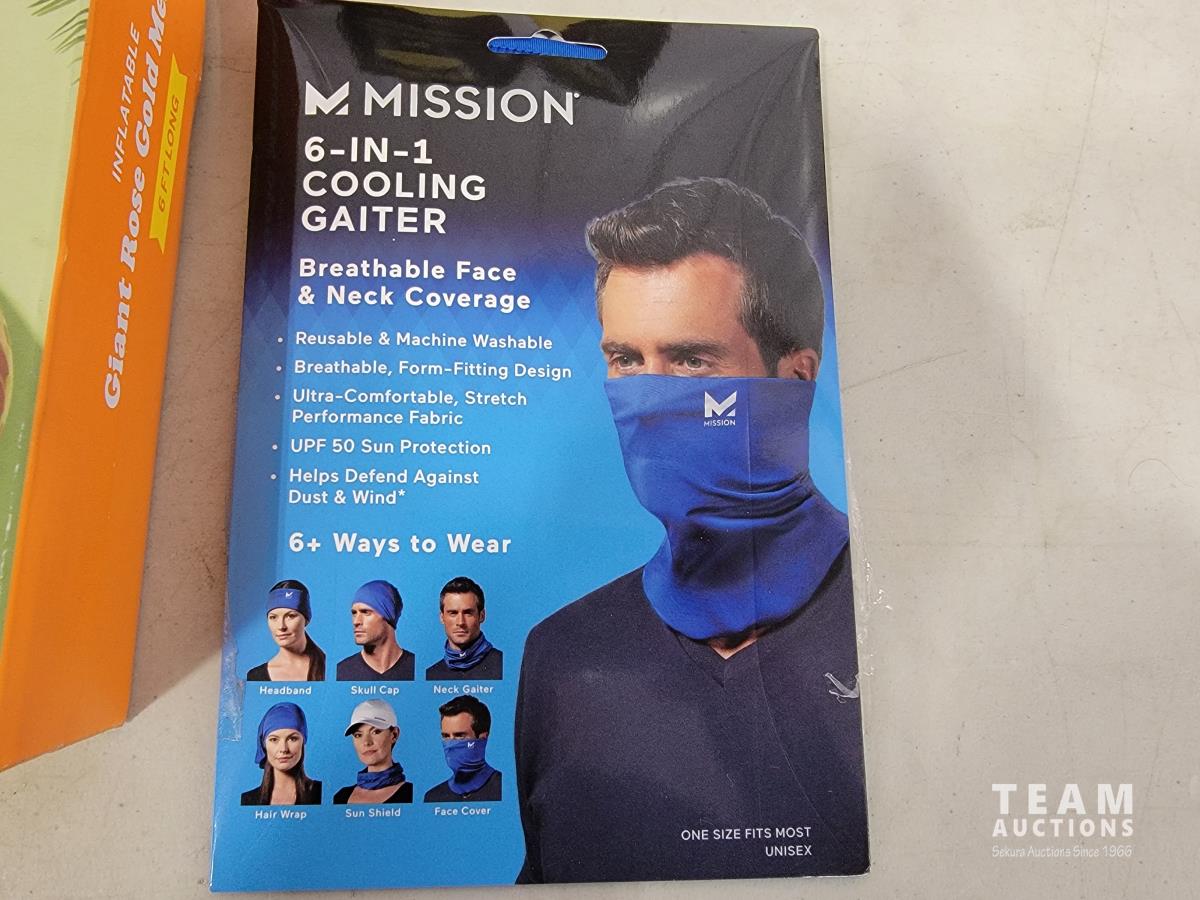 INFLATABLE
Giant Rose Gold Me
6 FT LONG
MISSION
6-IN-1
COOLING
GAITER
Breathable Face
& Neck Coverage
• Reusable & Machine Washable
• Breathable, Form-Fitting Design
• Ultra-Comfortable, Stretch
Performance Fabric
• UPF 50 Sun Protection
• Helps Defend Against
Dust & Wind*
6+ Ways to Wear
Headband
Skull Cap
Neck Gaiter
Hair Wrap
Sun Shield
Face Cover
MISSION
ONE SIZE FITS MOST
UNISEX
TEAM
AUCTIONS
Sekura Auctions Since 1966